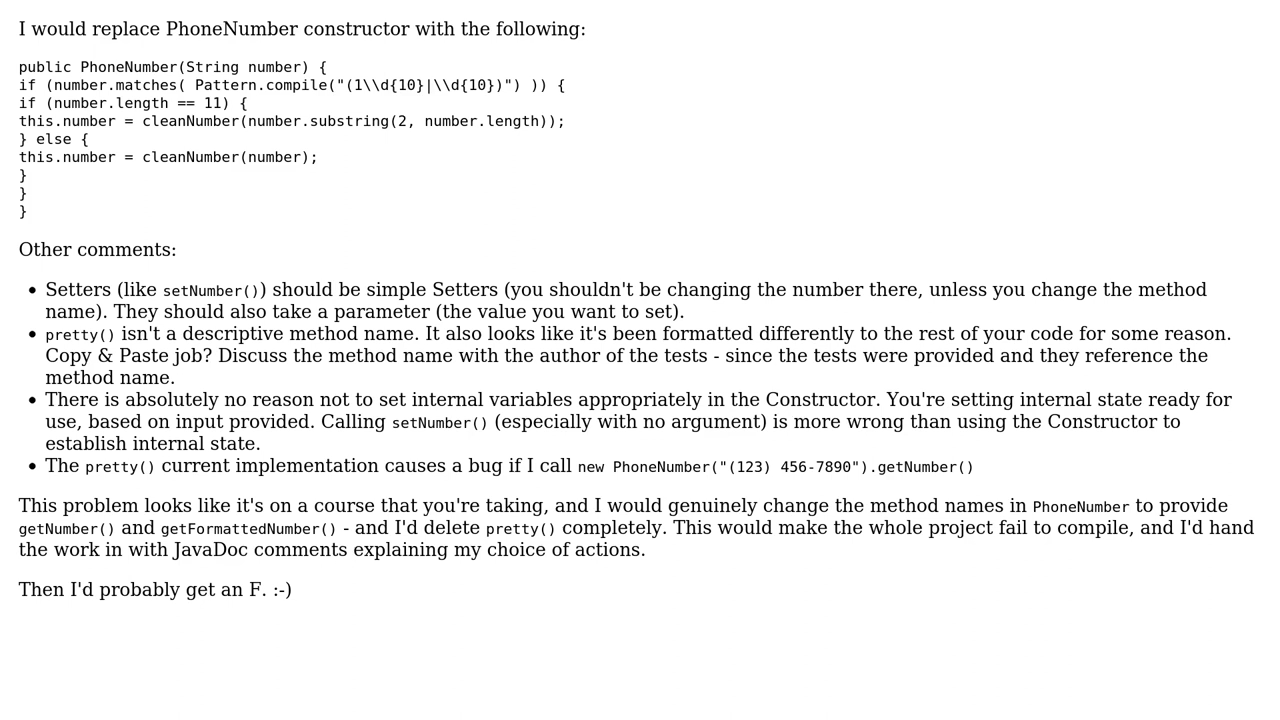 I would replace PhoneNumber constructor with the following:
public PhoneNumber(String number) {
if (number.matches( Pattern.compile("(1\\d{10}|\\d{10})") )) {
if (number.length == 11) {
this.number = cleanNumber(number.substring(2, number.length));
} else {
this.number = cleanNumber(number);
}
}
}
Other comments:
• Setters (like setNumber()) should be simple Setters (you shouldn't be changing the number there, unless you change the method
name). They should also take a parameter (the value you want to set).
• pretty() isn't a descriptive method name. It also looks like it's been formatted differently to the rest of your code for some reason.
Copy & Paste job? Discuss the method name with the author of the tests - since the tests were provided and they reference the
method name.
• There is absolutely no reason not to set internal variables appropriately in the Constructor. You're setting internal state ready for
use, based on input provided. Calling setNumber() (especially with no argument) is more wrong than using the Constructor to
establish internal state.
• The pretty() current implementation causes a bug if I call new PhoneNumber("(123) 456-7890").getNumber()
This problem looks like it's on a course that you're taking, and I would genuinely change the method names in PhoneNumber to provide
getNumber() and getFormattedNumber() - and I'd delete pretty() completely. This would make the whole project fail to compile, and I'd hand
the work in with JavaDoc comments explaining my choice of actions.
Then I'd probably get an F. :-)